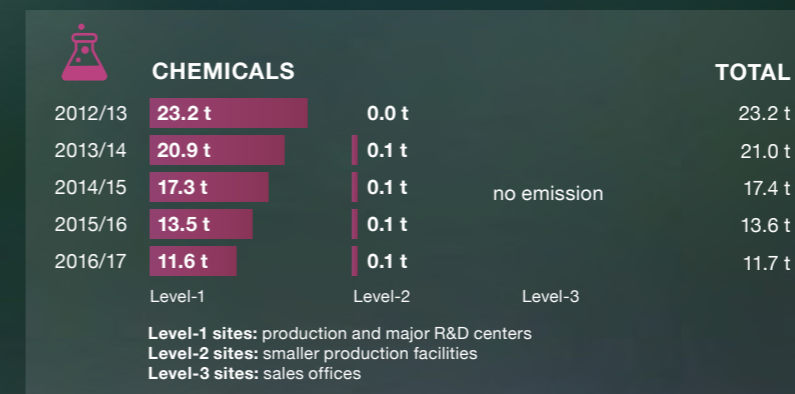 CHEMICALS TOTAL
2012/13 23.2 t 0.0 t 23.2 t
2013/14 20.9 t 0.1 t 21.0 t
2014/15 17.3 t 0.1 t no emission 17.4 t
2015/16 13.5 t 0.1 t 13.6 t
2016/17 11.6 t 0.1 t 11.7 t
Level-1 Level-2 Level-3
Level-1 sites: production and major R&D centers
Level-2 sites: smaller production facilities
Level-3 sites: sales offices